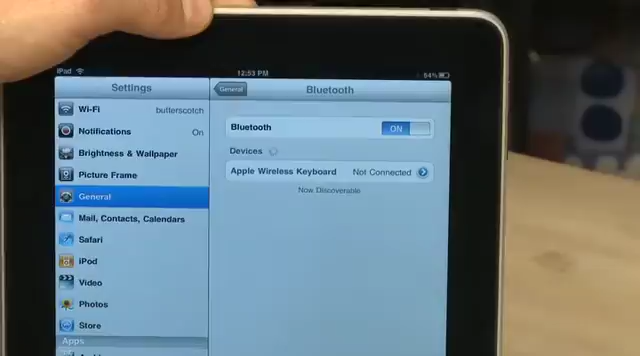 iPad 12:53 PM 64%
Settings
Wi-Fi butterscotch
Notifications On
Brightness & Wallpaper
Picture Frame
General
Mail, Contacts, Calendars
Safari
iPod
Video
Photos
Store
Apps
General Bluetooth
Bluetooth ON
Devices
Apple Wireless Keyboard Not Connected
Now Discoverable